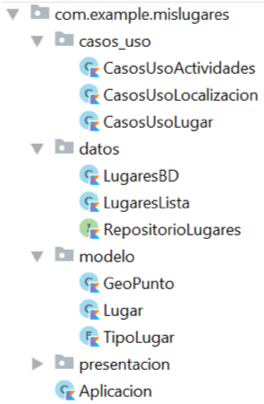 com.example.mislugares
casos_uso
CasosUsoActividades
CasosUsoLocalizacion
CasosUsoLugar
datos
LugaresBD
LugaresLista
RepositorioLugares
modelo
GeoPunto
Lugar
TipoLugar
presentacion
Aplicacion